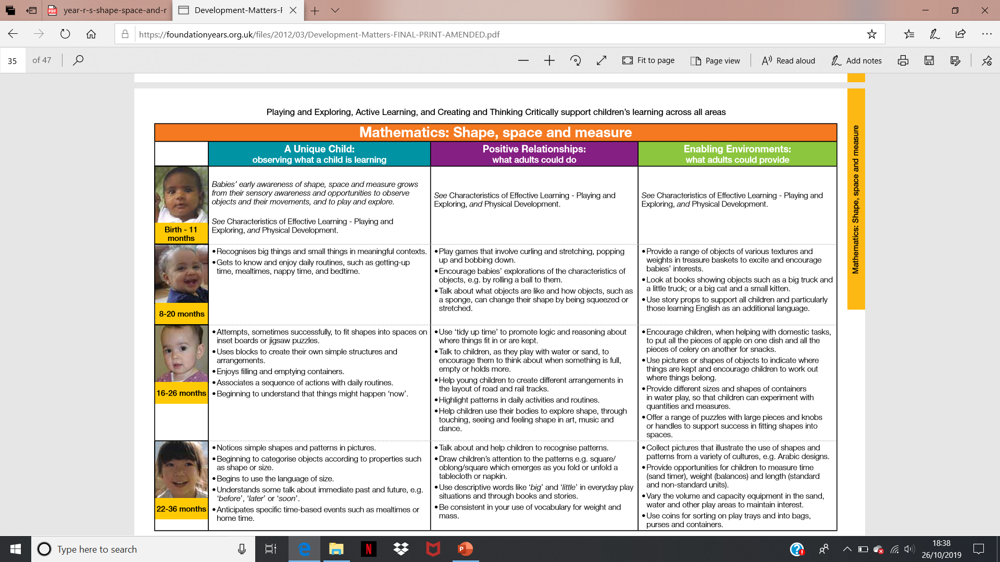 year-r-s-shape-space-and-r
Development-Matters-F
https://foundationyears.org.uk/files/2012/03/Development-Matters-FINAL-PRINT-AMENDED.pdf
35 of 47
Fit to page
Page view
Read aloud
Add notes
Playing and Exploring, Active Learning, and Creating and Thinking Critically support children's learning across all areas
Mathematics: Shape, space and measure
Mathematics: Shape, space and measure
A Unique Child:
observing what a child is learning
Positive Relationships:
what adults could do
Enabling Environments:
what adults could provide
Birth - 11
months
Babies' early awareness of shape, space and measure grows
from their sensory awareness and opportunities to observe
objects and their movements, and to play and explore.
See Characteristics of Effective Learning - Playing and
Exploring, and Physical Development.
See Characteristics of Effective Learning - Playing and
Exploring, and Physical Development.
See Characteristics of Effective Learning - Playing and
Exploring, and Physical Development.
8-20 months
•Recognises big things and small things in meaningful contexts.
•Gets to know and enjoy daily routines, such as getting-up
time, mealtimes, nappy time, and bedtime.
•Play games that involve curling and stretching, popping
up and bobbing down.
•Encourage babies' explorations of the characteristics of
objects, e.g. by rolling a ball to them.
•Talk about what objects are like and how objects, such as
a sponge, can change their shape by being squeezed or
stretched.
•Provide a range of objects of various textures and
weights in treasure baskets to excite and encourage
babies' interests.
•Look at books showing objects such as a big truck and
a little truck; or a big cat and a small kitten.
•Use story props to support all children and particularly
those learning English as an additional language.
16-26 months
•Attempts, sometimes successfully, to fit shapes into spaces on
inset boards or jigsaw puzzles.
•Uses blocks to create their own simple structures and
arrangements.
•Enjoys filling and emptying containers.
•Associates a sequence of actions with daily routines.
•Beginning to understand that things might happen 'now'.
•Use 'tidy up time' to promote logic and reasoning about
where things fit in or are kept.
•Talk to children, as they play with water or sand, to
encourage them to think about when something is full,
empty or holds more.
•Help young children to create different arrangements in
the layout of road and rail tracks.
•Highlight patterns in daily activities and routines.
•Help children use their bodies to explore shape, through
touching, seeing and feeling shape in art, music and
dance.
•Encourage children, when helping with domestic tasks,
to put all the pieces of apple on one dish and all the
pieces of celery on another for snacks.
•Use pictures or shapes of objects to indicate where
things are kept and encourage children to work out
where things belong.
•Provide different sizes and shapes of containers
in water play, so that children can experiment with
quantities and measures.
•Offer a range of puzzles with large pieces and knobs
or handles to support success in fitting shapes into
spaces.
22-36 months
•Notices simple shapes and patterns in pictures.
•Beginning to categorise objects according to properties such
as shape or size.
•Begins to use the language of size.
•Understands some talk about immediate past and future, e.g.
'before', 'later' or 'soon'.
•Anticipates specific time-based events such as mealtimes or
home time.
•Talk about and help children to recognise patterns.
•Draw children's attention to the patterns e.g. square/
oblong/square which emerges as you fold or unfold a
tablecloth or napkin.
•Use descriptive words like 'big' and 'little' in everyday play
situations and through books and stories.
•Be consistent in your use of vocabulary for weight and
mass.
•Collect pictures that illustrate the use of shapes and
patterns from a variety of cultures, e.g. Arabic designs.
•Provide opportunities for children to measure time
(sand timer), weight (balances) and length (standard
and non-standard units).
•Vary the volume and capacity equipment in the sand,
water and other play areas to maintain interest.
•Use coins for sorting on play trays and into bags,
purses and containers.
Type here to search
18:38
26/10/2019